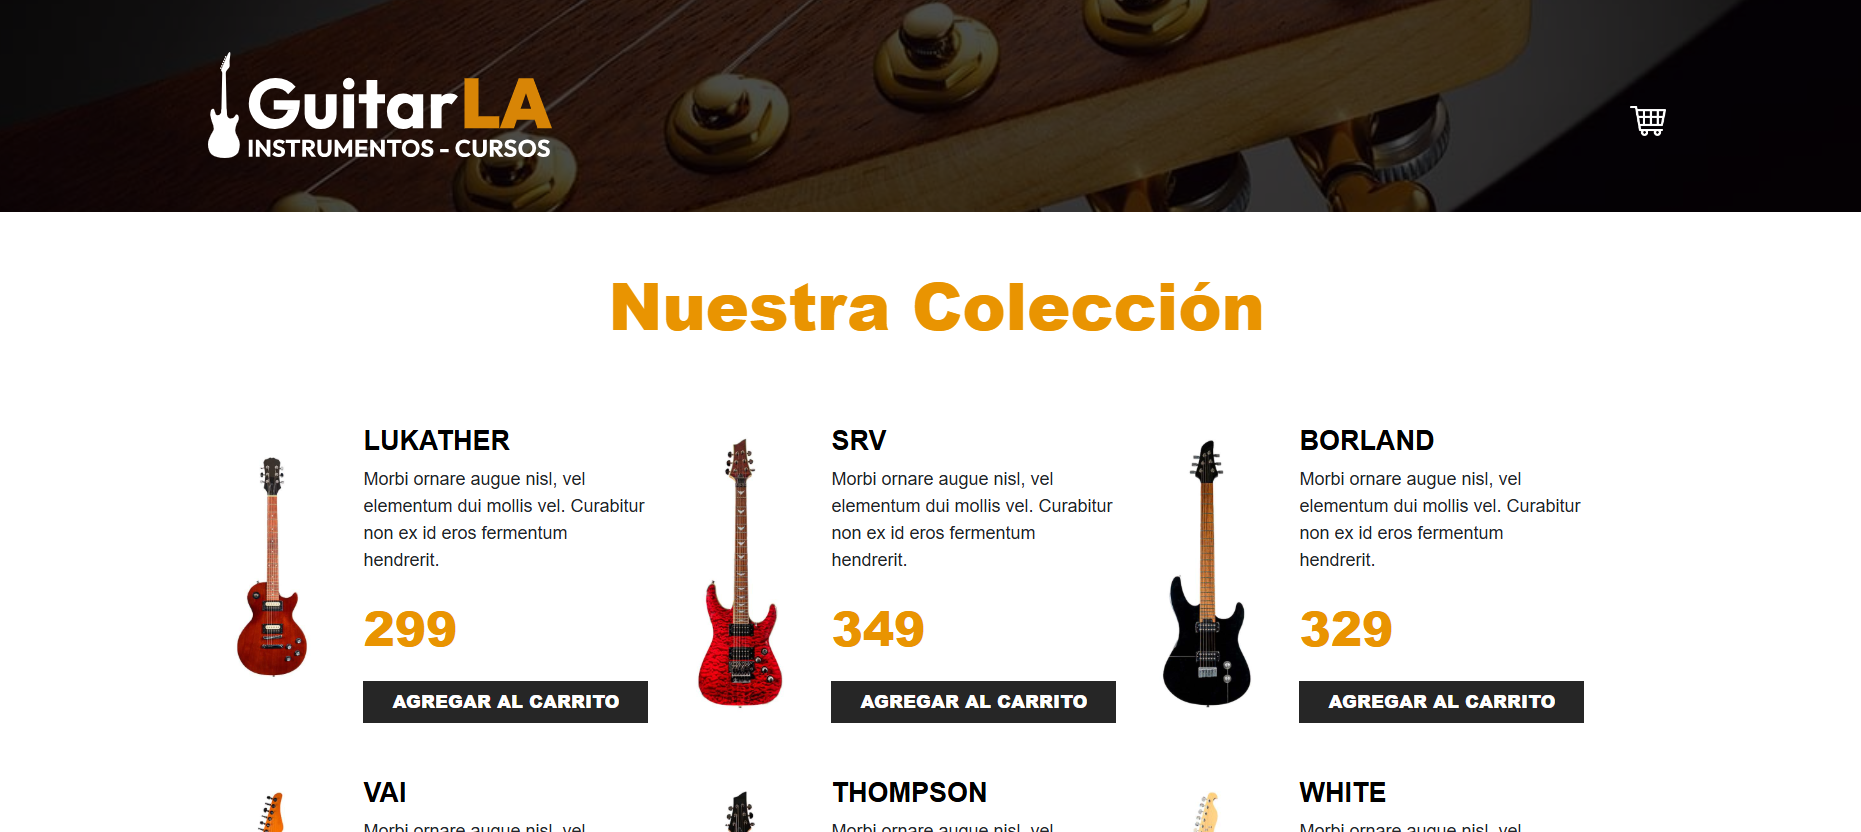 GuitarLA
INSTRUMENTOS - CURSOS
Nuestra Colección
LUKATHER
Morbi ornare augue nisl, vel
elementum dui mollis vel. Curabitur
non ex id eros fermentum
hendrerit.
299
AGREGAR AL CARRITO
SRV
Morbi ornare augue nisl, vel
elementum dui mollis vel. Curabitur
non ex id eros fermentum
hendrerit.
349
AGREGAR AL CARRITO
BORLAND
Morbi ornare augue nisl, vel
elementum dui mollis vel. Curabitur
non ex id eros fermentum
hendrerit.
329
AGREGAR AL CARRITO
VAI
Morbi ornare augue nisl, vel
THOMPSON
Morbi ornare augue nisl, vel
WHITE
Morbi ornare augue nisl, vel